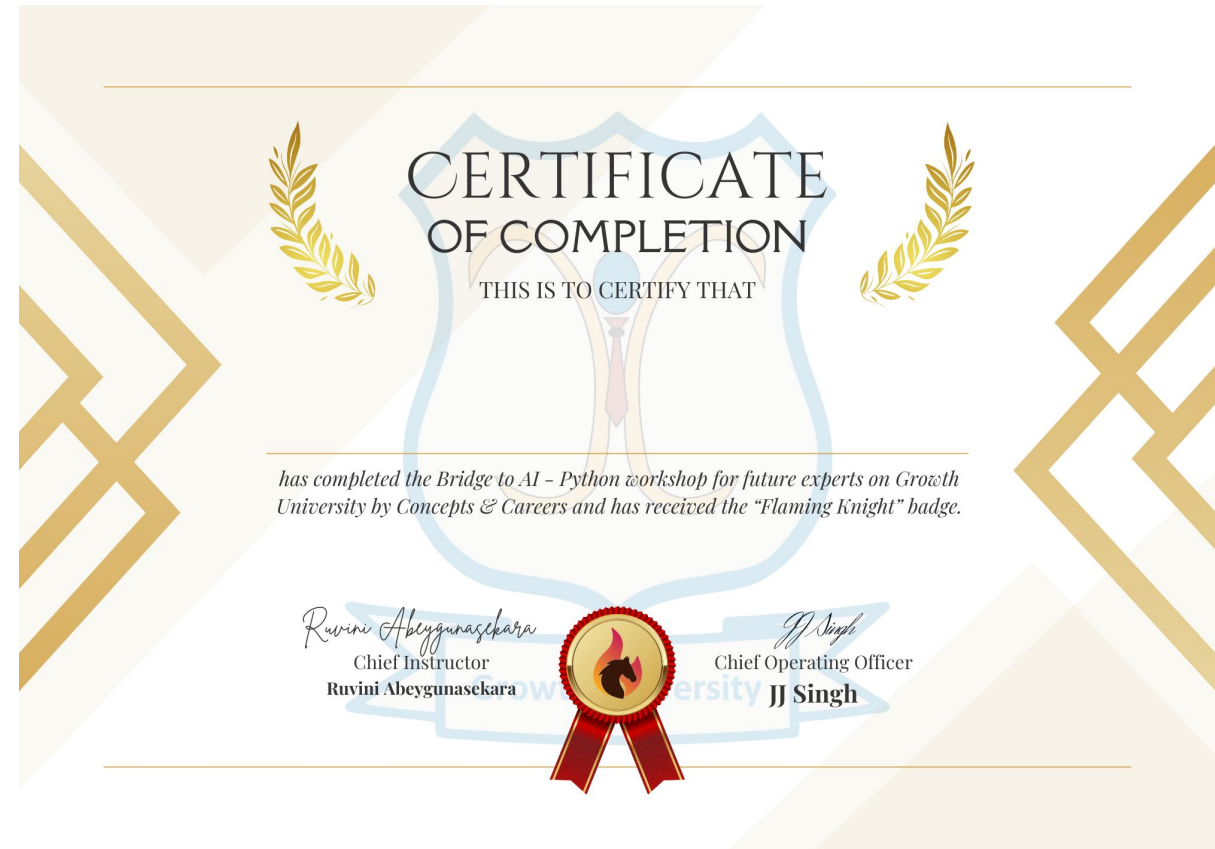 CERTIFICATE
OF COMPLETION
THIS IS TO CERTIFY THAT
has completed the Bridge to AI – Python workshop for future experts on Growth
University by Concepts & Careers and has received the “Flaming Knight” badge.
Ruvini Abeygunasekara
Chief Instructor
Ruvini Abeygunasekara
JJ Singh
Chief Operating Officer
JJ Singh